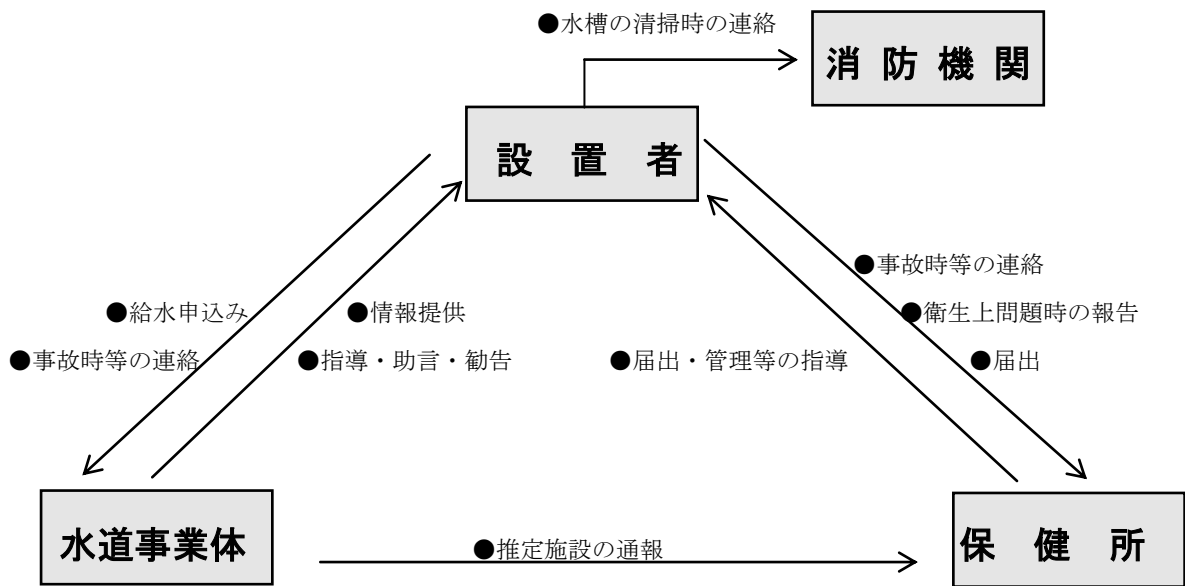 ●水槽の清掃時の連絡
消防機関
設置者
●事故時等の連絡
●給水申込み
●情報提供
●衛生上問題時の報告
●事故時等の連絡
●指導・助言・勧告
●届出・管理等の指導
●届出
水道事業体
●推定施設の通報
保健所